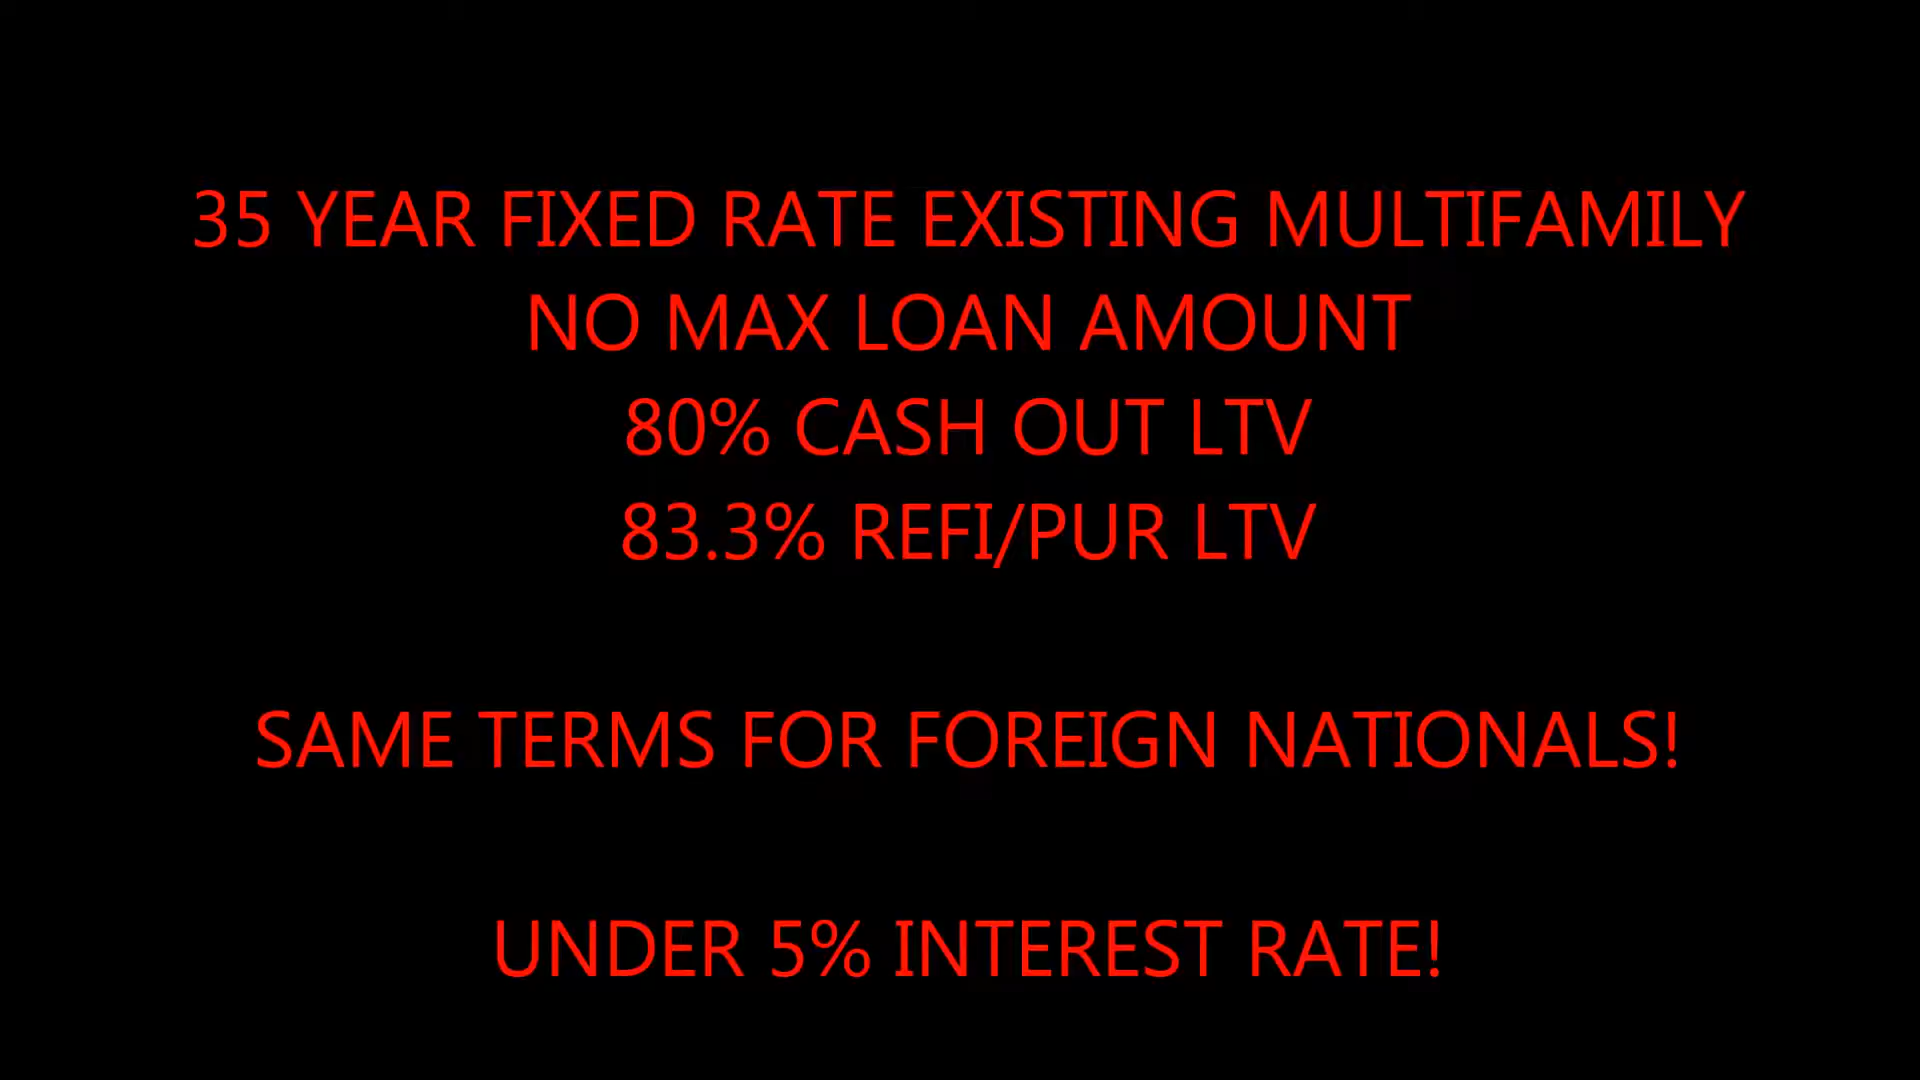 35 YEAR FIXED RATE EXISTING MULTIFAMILY
NO MAX LOAN AMOUNT
80% CASH OUT LTV
83.3% REFI/PUR LTV
SAME TERMS FOR FOREIGN NATIONALS!
UNDER 5% INTEREST RATE!